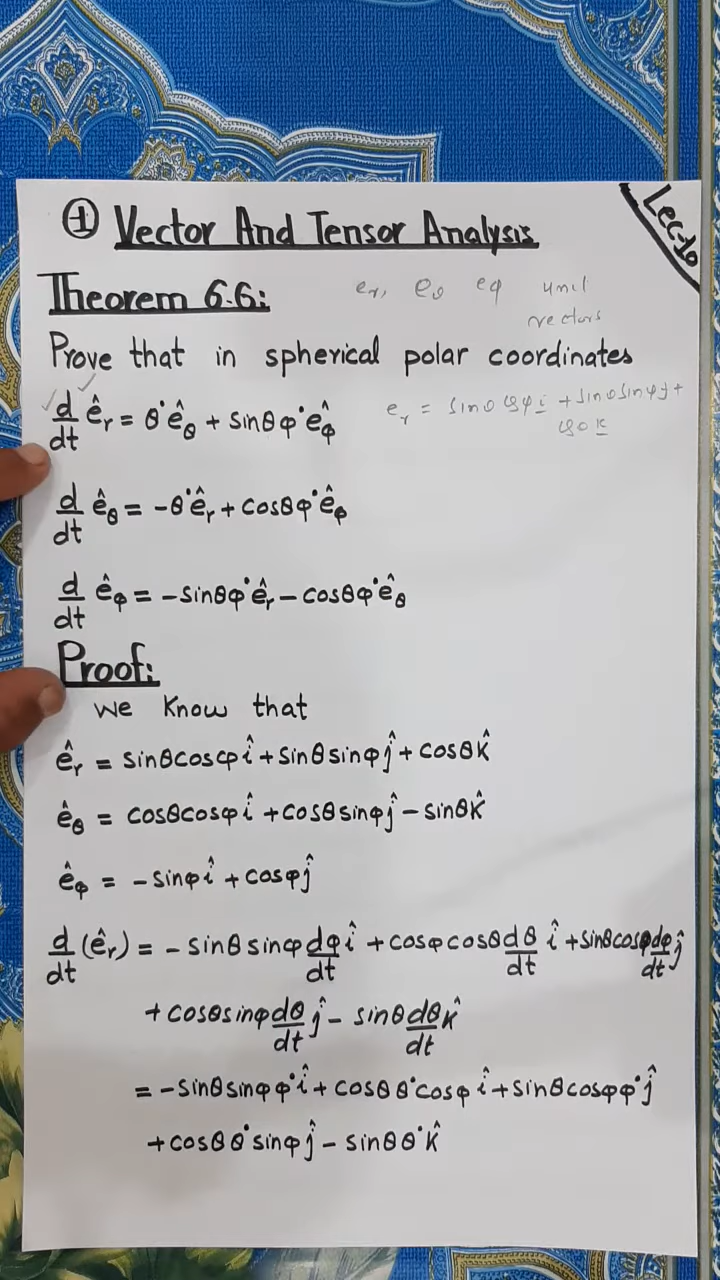 ① Vector And Tensor Analysis
Lec-10
Theorem 6.6:
er, eθ eφ unit
vectors
Prove that in spherical polar coordinates
d/dt êr = θ˙êθ + sinθφ˙êφ
er = sinθ cosφ i + sinθ sinφ j +
cosθ k
d/dt êθ = -θ˙êr + cosθφ˙êφ
d/dt êφ = -sinθφ˙êr - cosθφ˙êθ
Proof:
we know that
êr = sinθcosφî + sinθsinφĵ + cosθk̂
êθ = cosθcosφî + cosθsinφĵ - sinθk̂
êφ = -sinφî + cosφĵ
d/dt (êr) = - sinθ sinφ dφ/dt î + cosφ cosθ dθ/dt î + sinθcosφ dφ/dt ĵ
+ cosθsinφ dθ/dt ĵ - sinθ dθ/dt k̂
= -sinθsinφ φ˙î + cosθ θ˙cosφ î + sinθcosφφ˙ĵ
+ cosθ θ˙sinφĵ - sinθ θ˙k̂